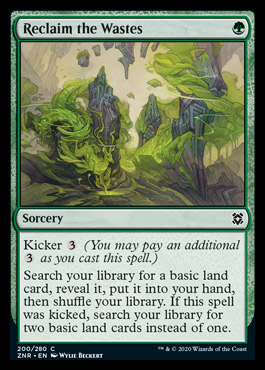 Reclaim the Wastes
Sorcery
Kicker 3 (You may pay an additional
3 as you cast this spell.)
Search your library for a basic land
card, reveal it, put it into your hand,
then shuffle your library. If this spell
was kicked, search your library for
two basic land cards instead of one.
200/280 C
ZNR • EN Wylie Beckert
™ & © 2020 Wizards of the Coast